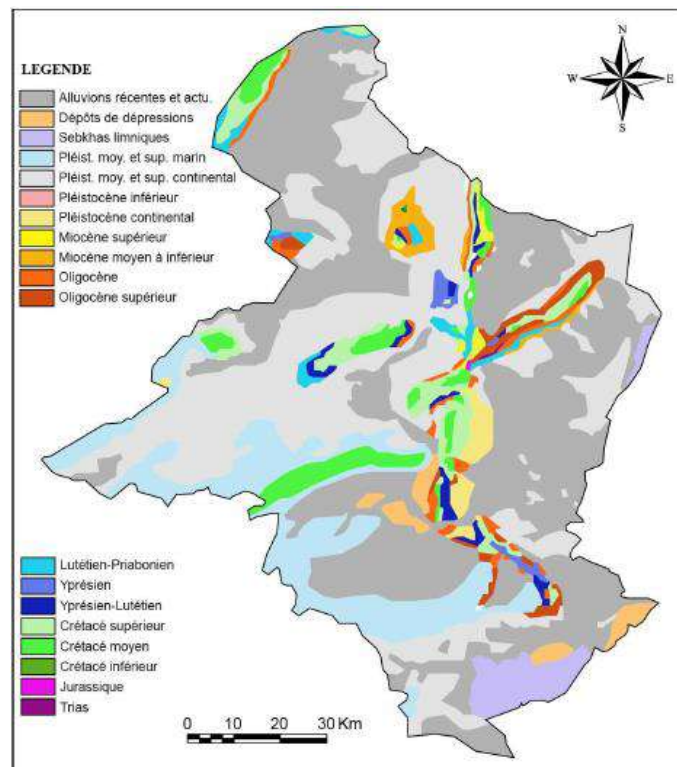 N
W E
S
LEGENDE
Alluvions récentes et actu.
Dépôts de dépressions
Sebkhas limniques
Pléist. moy. et sup. marin
Pléist. moy. et sup. continental
Pléistocène inférieur
Pléistocène continental
Miocène supérieur
Miocène moyen à inférieur
Oligocène
Oligocène supérieur
Lutétien-Priabonien
Yprésien
Yprésien-Lutétien
Crétacé supérieur
Crétacé moyen
Crétacé inférieur
Jurassique
Trias
0 10 20 30 Km